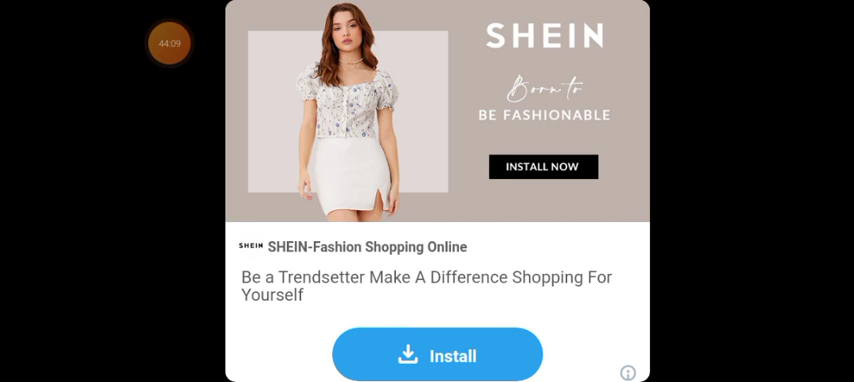 44:09
SHEIN
Born to
BE FASHIONABLE
INSTALL NOW
SHEIN SHEIN-Fashion Shopping Online
Be a Trendsetter Make A Difference Shopping For
Yourself
Install